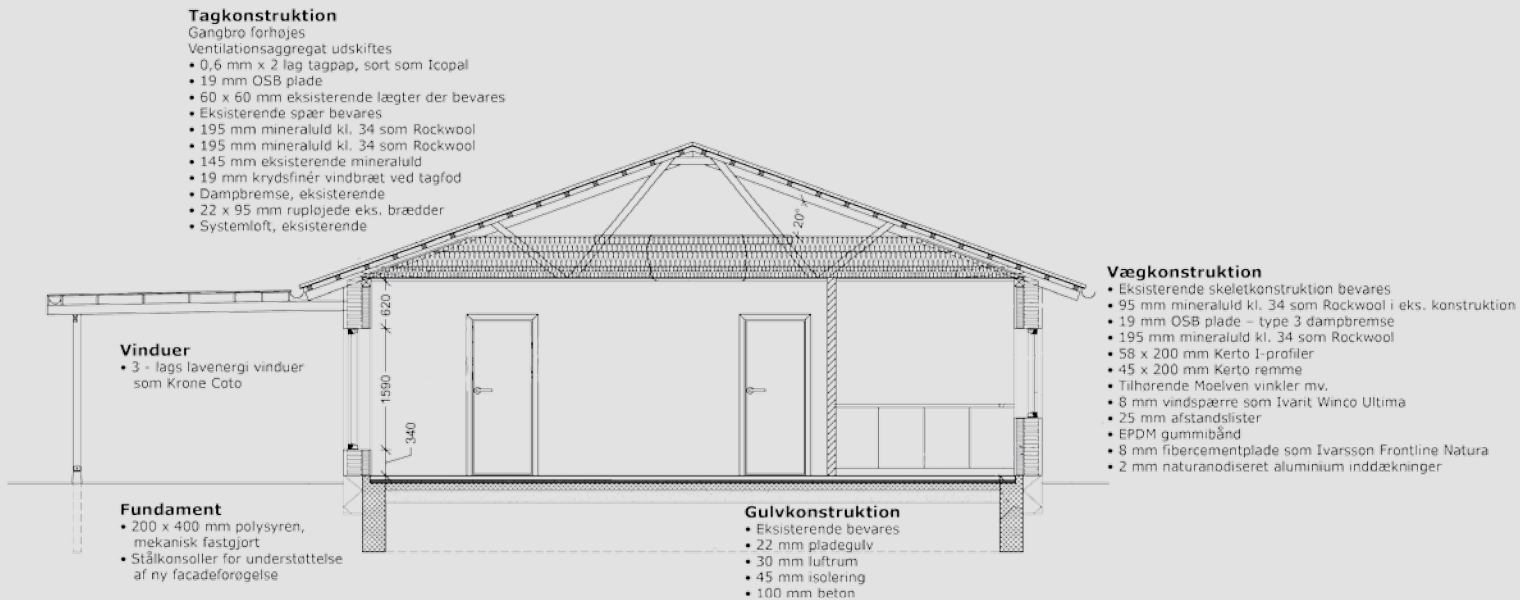 Tagkonstruktion
Gangbro forhøjes
Ventilationsaggregat udskiftes
• 0,6 mm x 2 lag tagpap, sort som Icopal
• 19 mm OSB plade
• 60 x 60 mm eksisterende lægter der bevares
• Eksisterende spær bevares
• 195 mm mineraluld kl. 34 som Rockwool
• 195 mm mineraluld kl. 34 som Rockwool
• 145 mm eksisterende mineraluld
• 19 mm krydsfinér vindbræt ved tagfod
• Dampbremse, eksisterende
• 22 x 95 mm rupløjede eks. brædder
• Systemloft, eksisterende
20°
620
1590
340
Vinduer
• 3 - lags lavenergi vinduer
som Krone Coto
Vægkonstruktion
• Eksisterende skeletkonstruktion bevares
• 95 mm mineraluld kl. 34 som Rockwool i eks. konstruktion
• 19 mm OSB plade – type 3 dampbremse
• 195 mm mineraluld kl. 34 som Rockwool
• 58 x 200 mm Kerto I-profiler
• 45 x 200 mm Kerto remme
• Tilhørende Moelven vinkler mv.
• 8 mm vindspærre som Ivarit Winco Ultima
• 25 mm afstandslister
• EPDM gummibånd
• 8 mm fibercementplade som Ivarsson Frontline Natura
• 2 mm naturanodiseret aluminium inddækninger
Fundament
• 200 x 400 mm polysyren,
mekanisk fastgjort
• Stålkonsoller for understøttelse
af ny facadeforøgelse
Gulvkonstruktion
• Eksisterende bevares
• 22 mm pladegulv
• 30 mm luftrum
• 45 mm isolering
• 100 mm beton